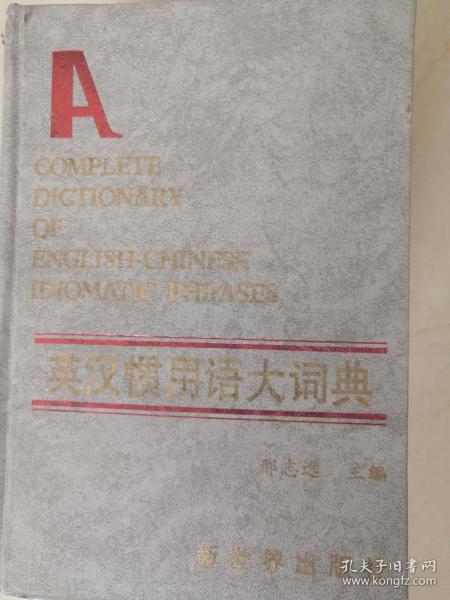 A
COMPLETE
DICTIONARY
OF
ENGLISH-CHINESE
IDIOMATIC PHRASES
英汉惯用语大词典
志远 主编
新世界出版
孔夫子旧书网
www.kongfz.com